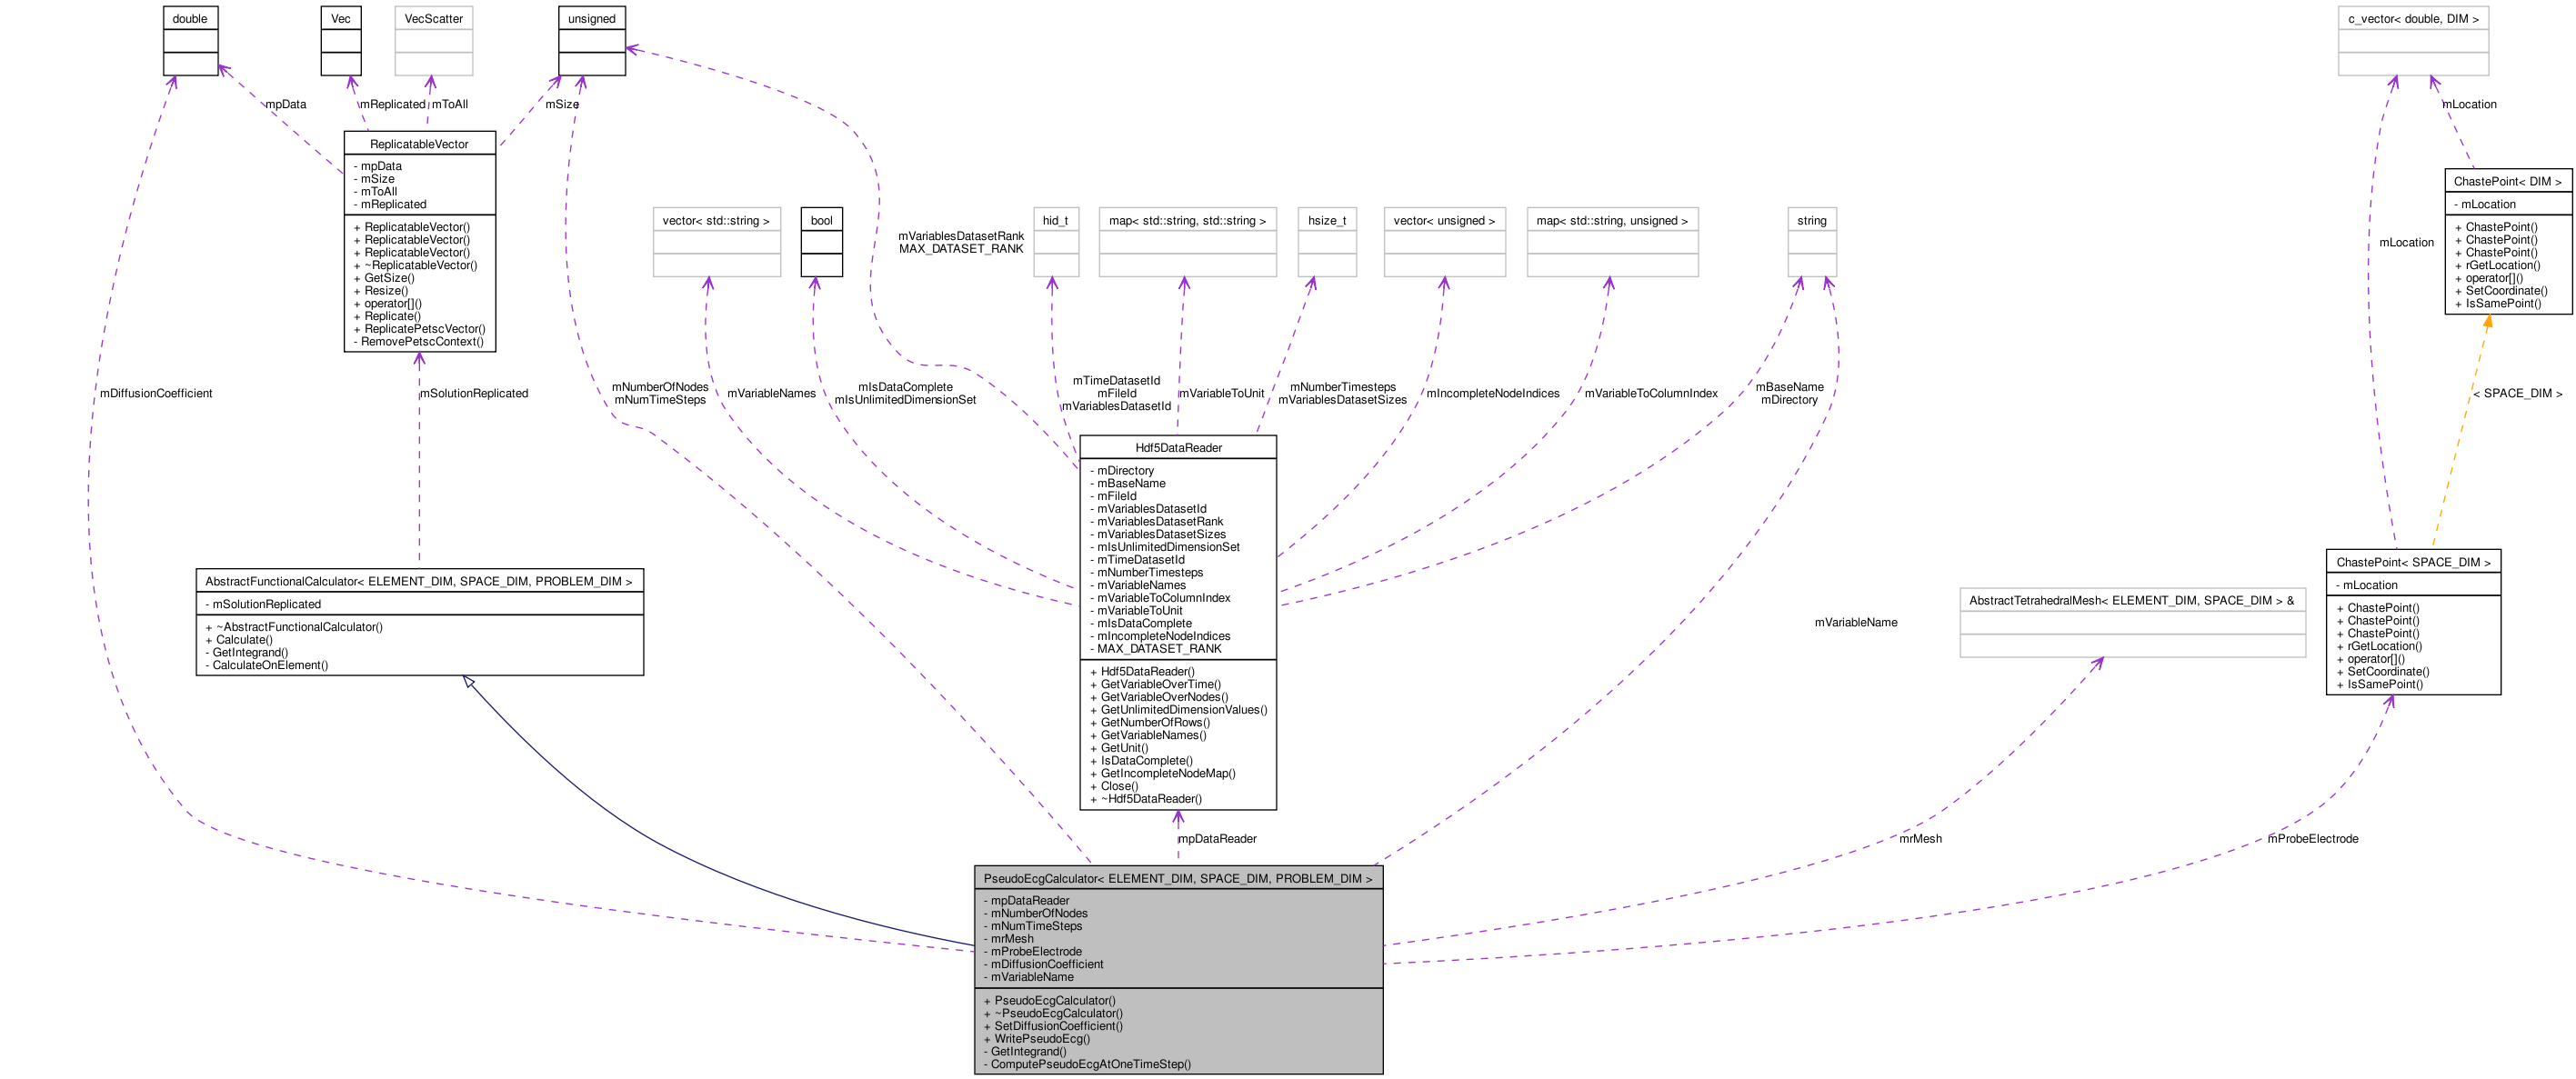 double
Vec
VecScatter
unsigned
c_vector< double, DIM >
mpData
mReplicated
mToAll
mSize
mLocation
ReplicatableVector
- mpData
- mSize
- mToAll
- mReplicated
+ ReplicatableVector()
+ ReplicatableVector()
+ ReplicatableVector()
+ ~ReplicatableVector()
+ GetSize()
+ Resize()
+ operator[]()
+ Replicate()
+ ReplicatePetscVector()
- RemovePetscContext()
ChastePoint< DIM >
- mLocation
+ ChastePoint()
+ ChastePoint()
+ ChastePoint()
+ rGetLocation()
+ operator[]()
+ SetCoordinate()
+ IsSamePoint()
vector< std::string >
bool
mVariablesDatasetRank
MAX_DATASET_RANK
hid_t
map< std::string, std::string >
hsize_t
vector< unsigned >
map< std::string, unsigned >
string
mLocation
mDiffusionCoefficient
mSolutionReplicated
mNumberOfNodes
mNumTimeSteps
mVariableNames
mIsDataComplete
mIsUnlimitedDimensionSet
mTimeDatasetId
mFileId
mVariablesDatasetId
mVariableToUnit
mNumberTimesteps
mVariablesDatasetSizes
mIncompleteNodeIndices
mVariableToColumnIndex
mBaseName
mDirectory
< SPACE_DIM >
Hdf5DataReader
- mDirectory
- mBaseName
- mFileId
- mVariablesDatasetId
- mVariablesDatasetRank
- mVariablesDatasetSizes
- mIsUnlimitedDimensionSet
- mTimeDatasetId
- mNumberTimesteps
- mVariableNames
- mVariableToColumnIndex
- mVariableToUnit
- mIsDataComplete
- mIncompleteNodeIndices
- MAX_DATASET_RANK
+ Hdf5DataReader()
+ GetVariableOverTime()
+ GetVariableOverNodes()
+ GetUnlimitedDimensionValues()
+ GetNumberOfRows()
+ GetVariableNames()
+ GetUnit()
+ IsDataComplete()
+ GetIncompleteNodeMap()
+ Close()
+ ~Hdf5DataReader()
AbstractFunctionalCalculator< ELEMENT_DIM, SPACE_DIM, PROBLEM_DIM >
- mSolutionReplicated
+ ~AbstractFunctionalCalculator()
+ Calculate()
- GetIntegrand()
- CalculateOnElement()
mVariableName
AbstractTetrahedralMesh< ELEMENT_DIM, SPACE_DIM > &
ChastePoint< SPACE_DIM >
- mLocation
+ ChastePoint()
+ ChastePoint()
+ ChastePoint()
+ rGetLocation()
+ operator[]()
+ SetCoordinate()
+ IsSamePoint()
mpDataReader
mrMesh
mProbeElectrode
PseudoEcgCalculator< ELEMENT_DIM, SPACE_DIM, PROBLEM_DIM >
- mpDataReader
- mNumberOfNodes
- mNumTimeSteps
- mrMesh
- mProbeElectrode
- mDiffusionCoefficient
- mVariableName
+ PseudoEcgCalculator()
+ ~PseudoEcgCalculator()
+ SetDiffusionCoefficient()
+ WritePseudoEcg()
- GetIntegrand()
- ComputePseudoEcgAtOneTimeStep()